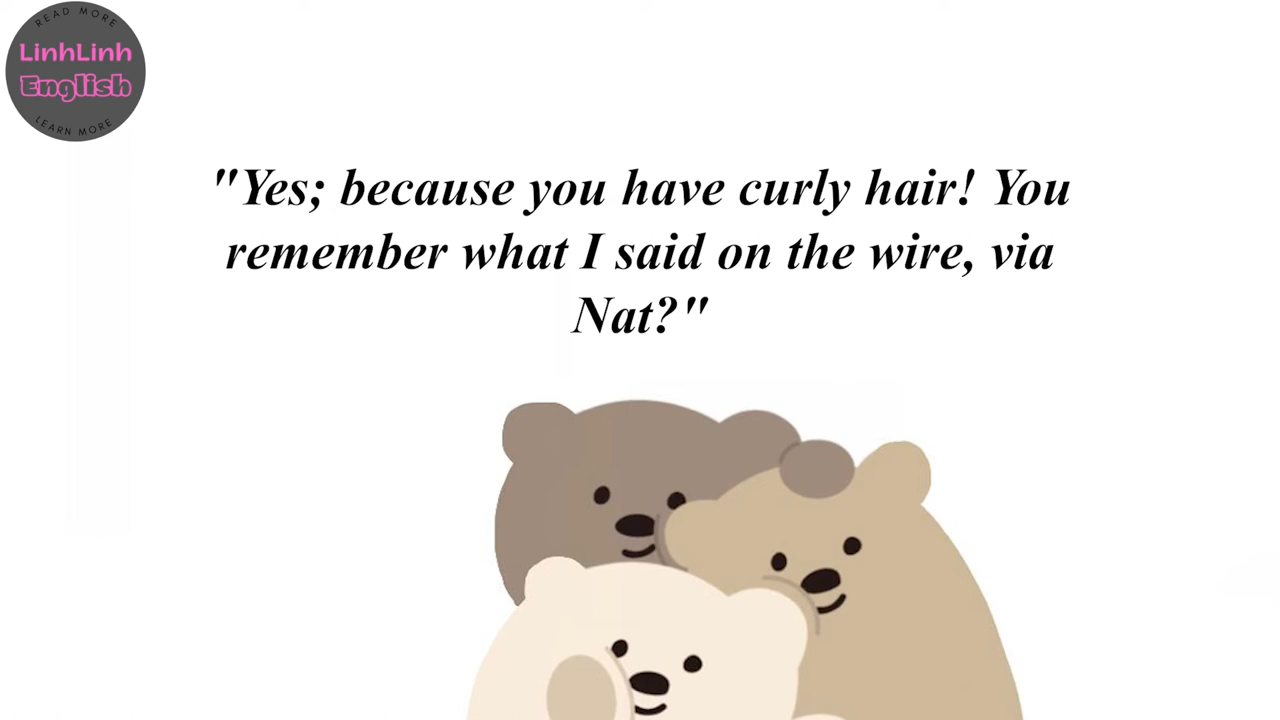 READ MORE
LinhLinh
English
LEARN MORE
"Yes; because you have curly hair! You
remember what I said on the wire, via
Nat?"